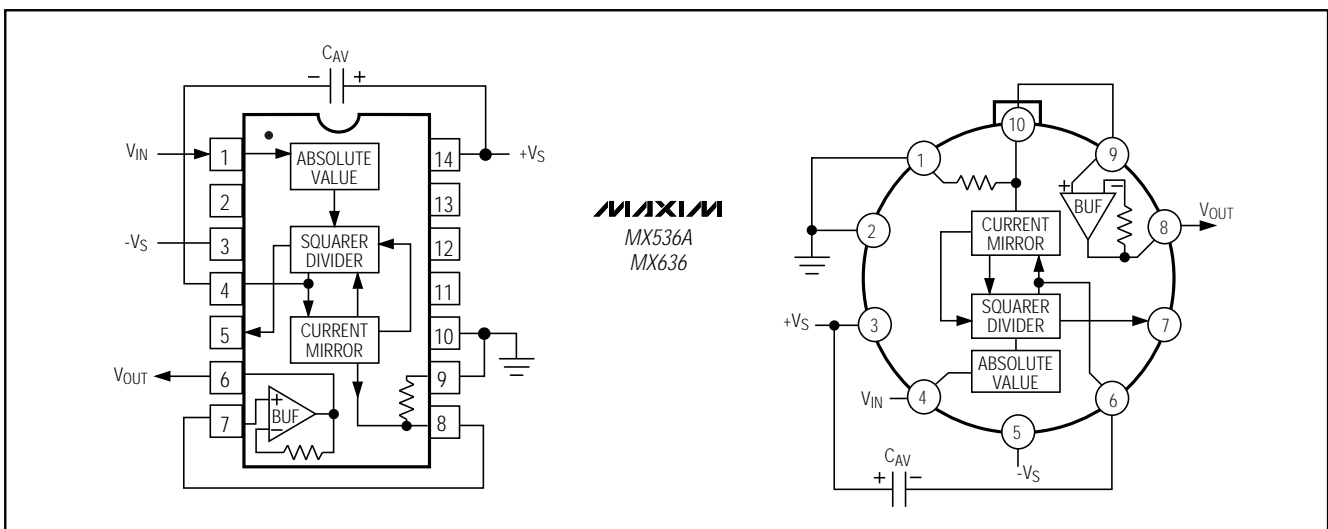 CAV
− +
VIN
-VS
VOUT
1
2
3
4
5
6
7
14
13
12
11
10
9
8
+VS
ABSOLUTE
VALUE
SQUARER
DIVIDER
CURRENT
MIRROR
+
BUF
−
MAXIM
MX536A
MX636
10
1
9
2
8
3
7
4
6
5
+ −
BUF
VOUT
CURRENT
MIRROR
SQUARER
DIVIDER
ABSOLUTE
VALUE
+VS
VIN
-VS
CAV
+ −